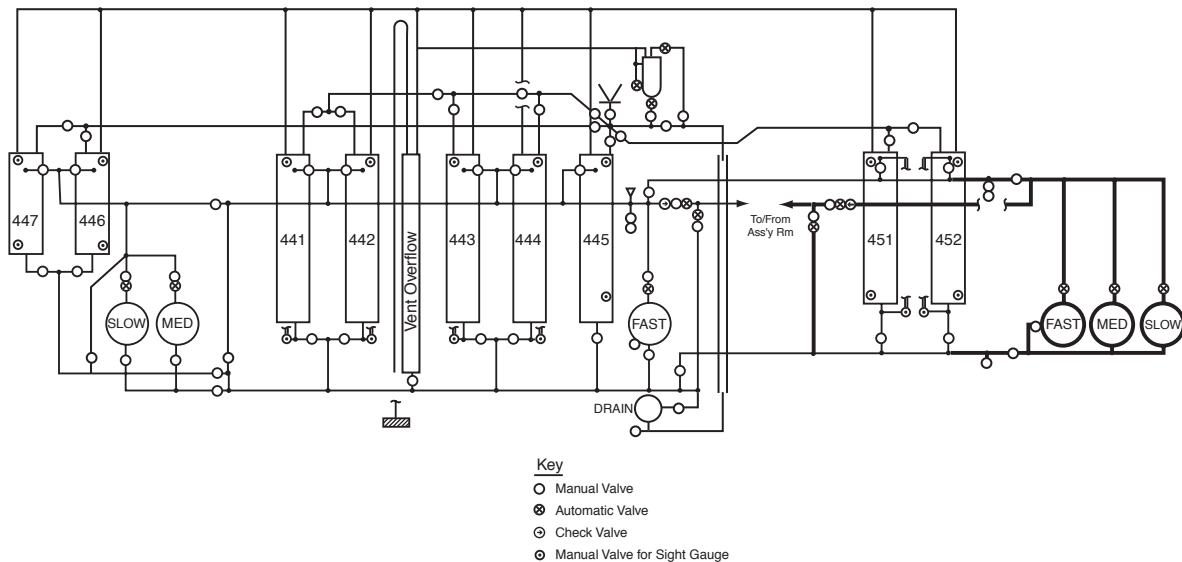 447
446
441
442
Vent Overflow
443
444
445
To/From
Ass'y Rm
451
452
SLOW
MED
FAST
FAST
MED
SLOW
DRAIN
Key
Manual Valve
Automatic Valve
Check Valve
Manual Valve for Sight Gauge